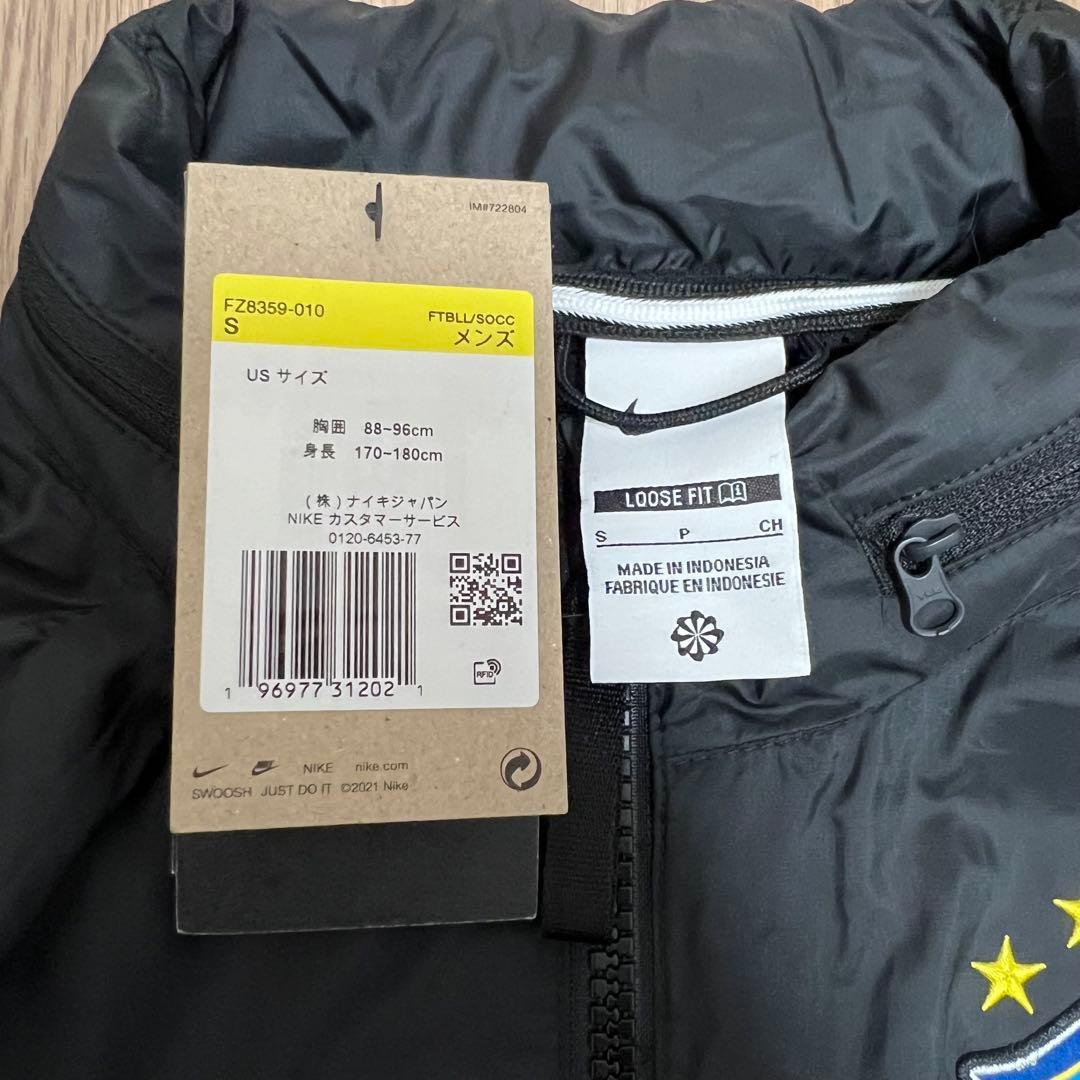 IM#722804
FZ8359-010
S
FTBLL/SOCC
メンズ
US サイズ
胸囲 88~96cm
身長 170~180cm
(株)ナイキジャパン
NIKE カスタマーサービス
0120-6453-77
1 96977 31202 1
RFID
NIKE nike.com
SWOOSH JUST DO IT ©2021 Nike
LOOSE FIT
S P CH
MADE IN INDONESIA
FABRIQUE EN INDONESIE